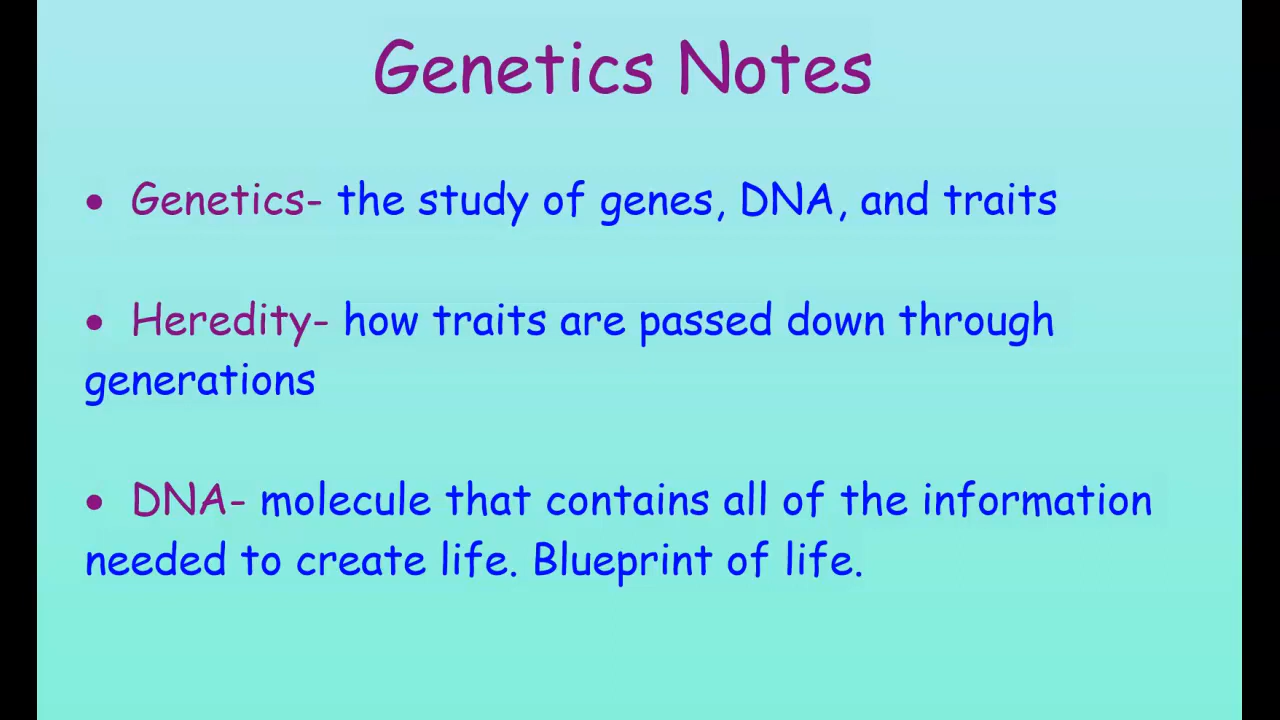 Genetics Notes
• Genetics- the study of genes, DNA, and traits
• Heredity- how traits are passed down through
generations
• DNA- molecule that contains all of the information
needed to create life. Blueprint of life.